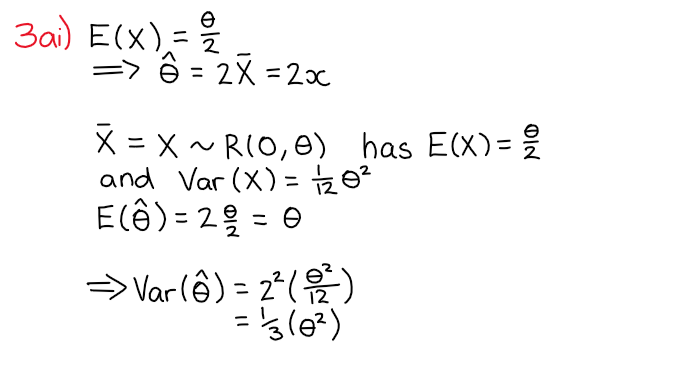 3ai) E(X) = θ/2
⟹ θ̂ = 2X̄ = 2x
X̄ = X ~ R(0, θ) has E(X) = θ/2
and Var(X) = 1/12 θ²
E(θ̂) = 2 θ/2 = θ
⟹ Var(θ̂) = 2²(θ²/12)
= 1/3(θ²)